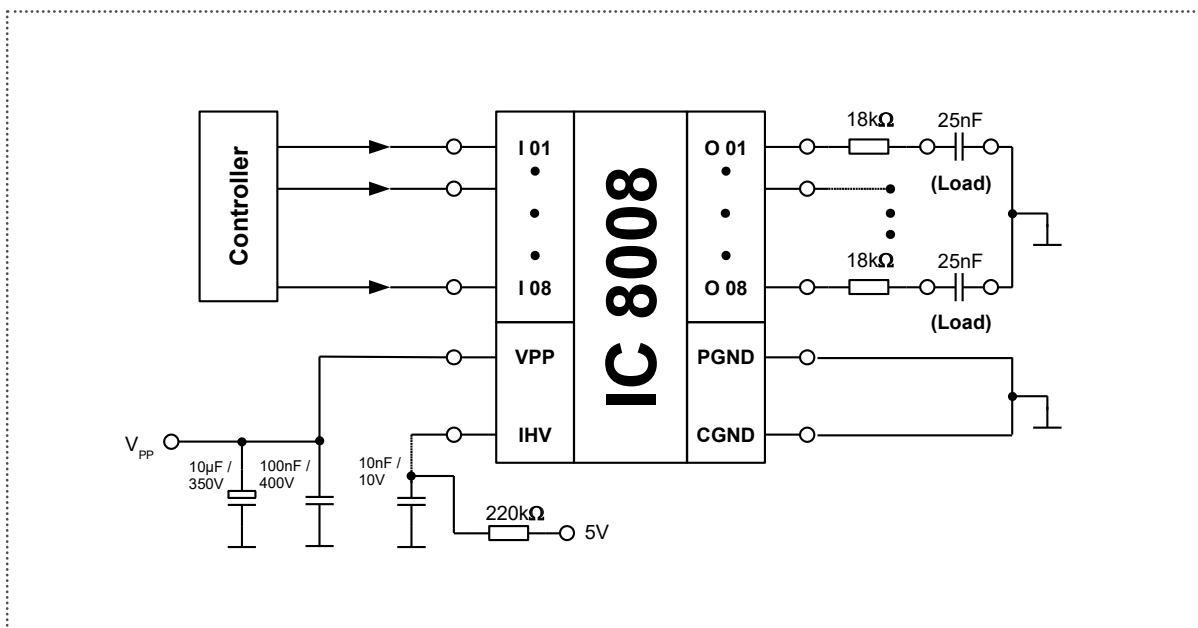 Controller
I 01
I 08
VPP
IHV
IC 8008
O 01
O 08
PGND
CGND
18kΩ
25nF
(Load)
18kΩ
25nF
(Load)
VPP
10µF /
350V
100nF /
400V
10nF /
10V
220kΩ
5V